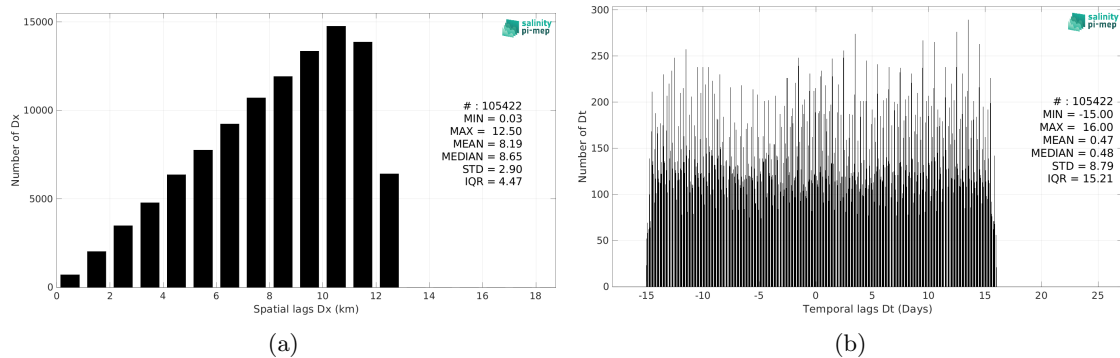 15000
10000
5000
0
Number of Dx
0 2 4 6 8 10 12 14 16 18
Spatial lags Dx (km)
salinity
pi-mep
# : 105422
MIN = 0.03
MAX = 12.50
MEAN = 8.19
MEDIAN = 8.65
STD = 2.90
IQR = 4.47
(a)
300
250
200
150
100
50
0
Number of Dt
-15 -10 -5 0 5 10 15 20 25
Temporal lags Dt (Days)
salinity
pi-mep
# : 105422
MIN = -15.00
MAX = 16.00
MEAN = 0.47
MEDIAN = 0.48
STD = 8.79
IQR = 15.21
(b)